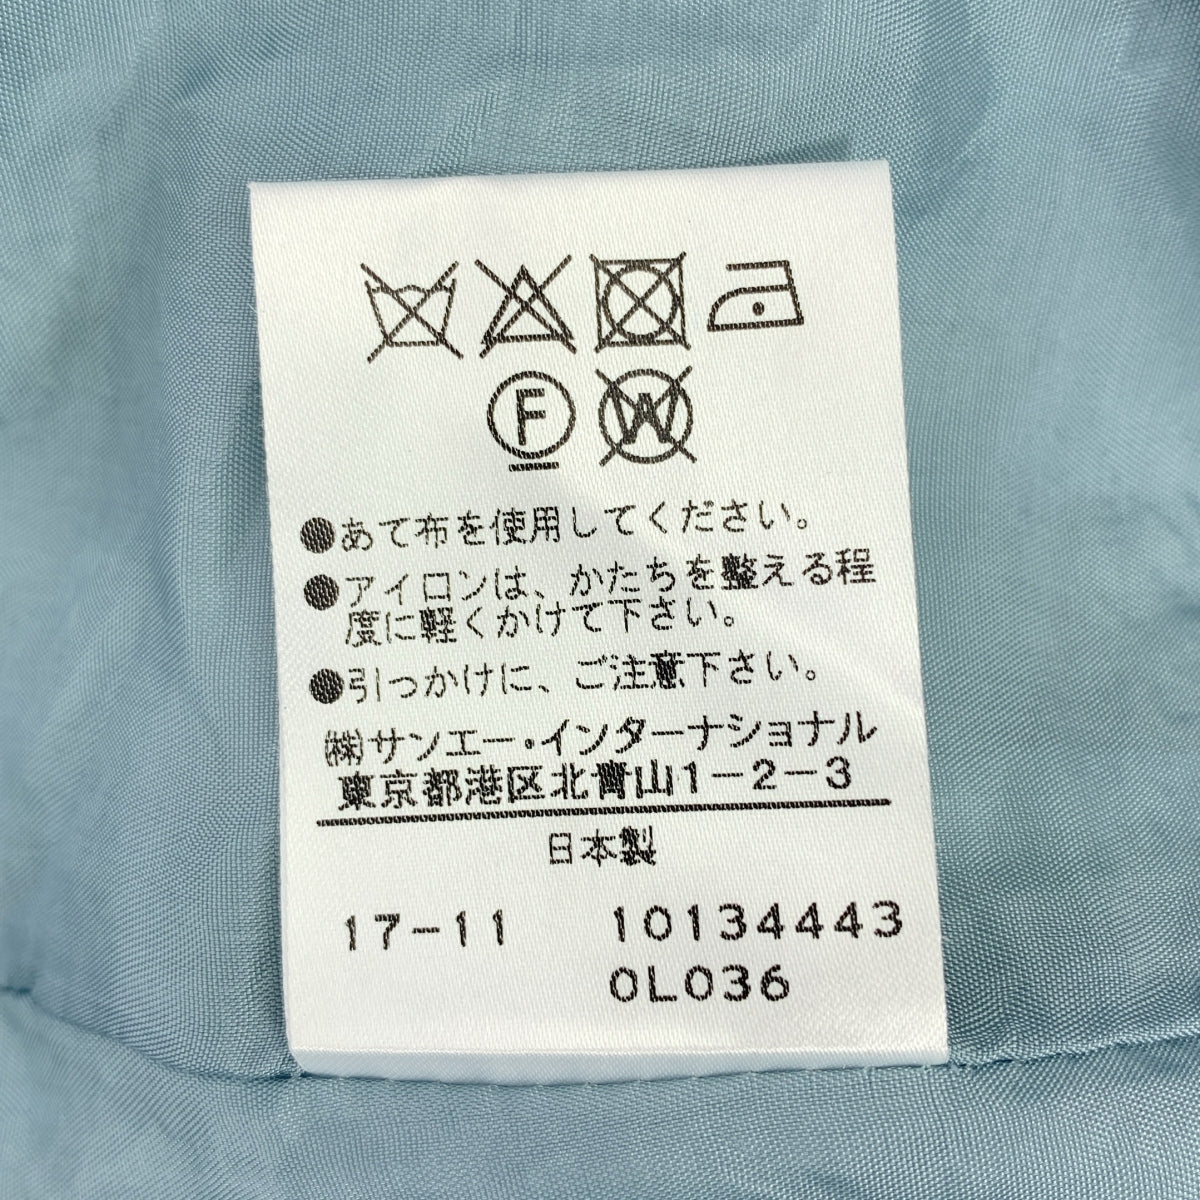 F W
●あて布を使用してください。
●アイロンは、かたちを整える程
度に軽くかけて下さい。
●引っかけに、ご注意下さい。
㈱サンエー・インターナショナル
東京都港区北青山1-2-3
日本製
17-11 10134443
0L036